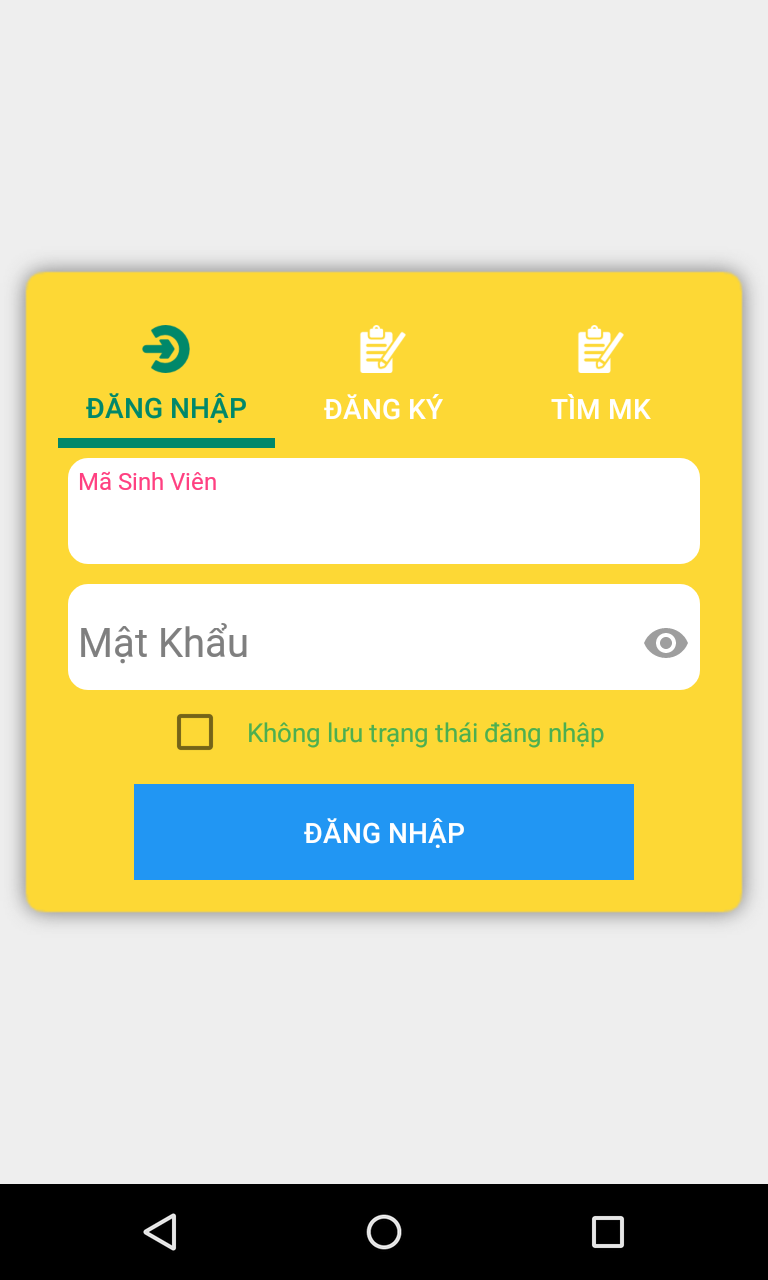 ĐĂNG NHẬP
ĐĂNG KÝ
TÌM MK
Mã Sinh Viên
Mật Khẩu
Không lưu trạng thái đăng nhập
ĐĂNG NHẬP